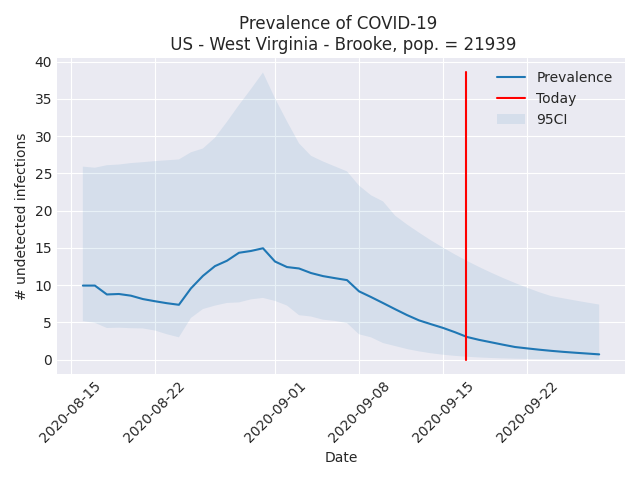 Prevalence of COVID-19
US - West Virginia - Brooke, pop. = 21939
# undetected infections
40
35
30
25
20
15
10
5
0
Prevalence
Today
95CI
2020-08-15
2020-08-22
2020-09-01
2020-09-08
2020-09-15
2020-09-22
Date